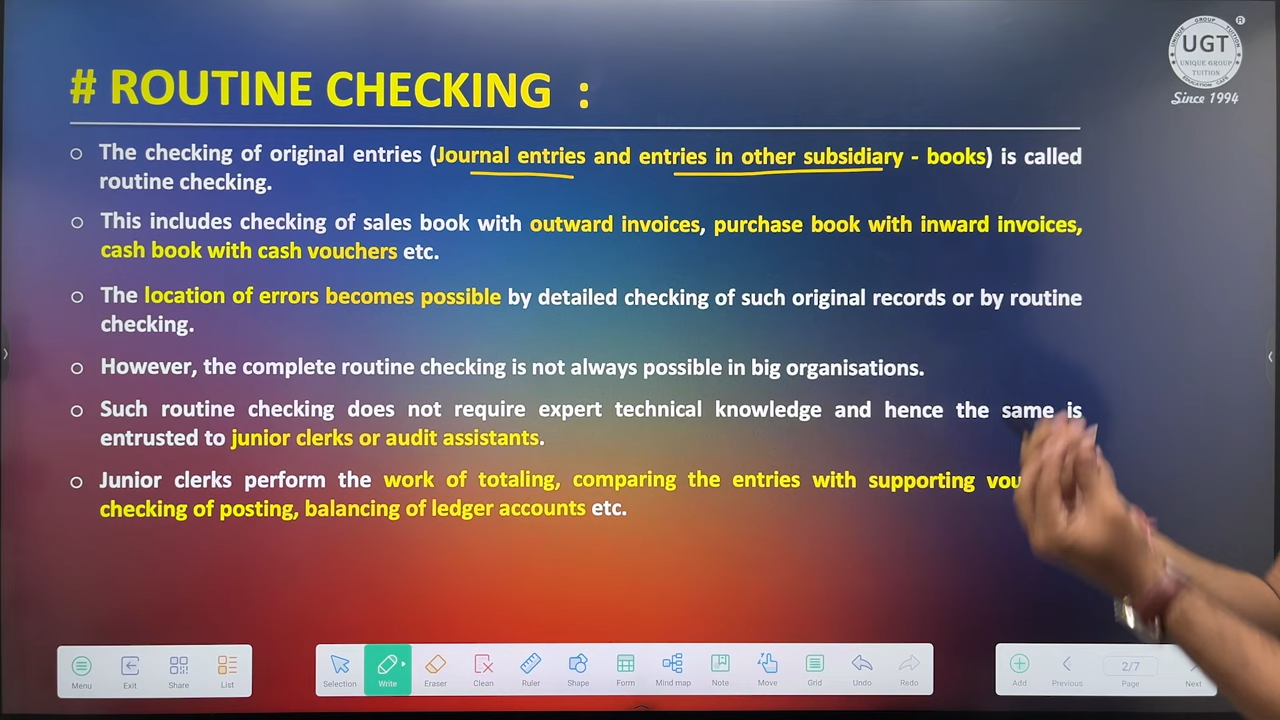 # ROUTINE CHECKING :
UGT
UNIQUE GROUP
TUITION
Since 1994
The checking of original entries (Journal entries and entries in other subsidiary - books) is called
routine checking.
This includes checking of sales book with outward invoices, purchase book with inward invoices,
cash book with cash vouchers etc.
The location of errors becomes possible by detailed checking of such original records or by routine
checking.
However, the complete routine checking is not always possible in big organisations.
Such routine checking does not require expert technical knowledge and hence the same is
entrusted to junior clerks or audit assistants.
Junior clerks perform the work of totaling, comparing the entries with supporting
checking of posting, balancing of ledger accounts etc.
Menu Exit Share List Selection Write Eraser Clean Ruler Shape Form Mind map Note Move Grid Undo Redo Add Previous 2/7 Page Next